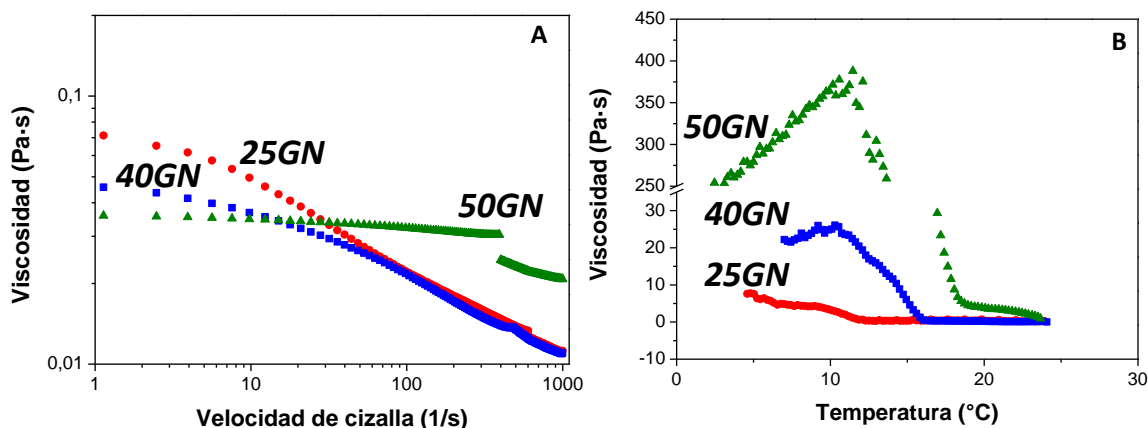 A
0,1
0,01
25GN
40GN
50GN
1
10
100
1000
Viscosidad (Pa·s)
Velocidad de cizalla (1/s)
B
450
400
350
300
250
30
20
10
0
-10
50GN
40GN
25GN
0
10
20
30
Viscosidad (Pa·s)
Temperatura (°C)